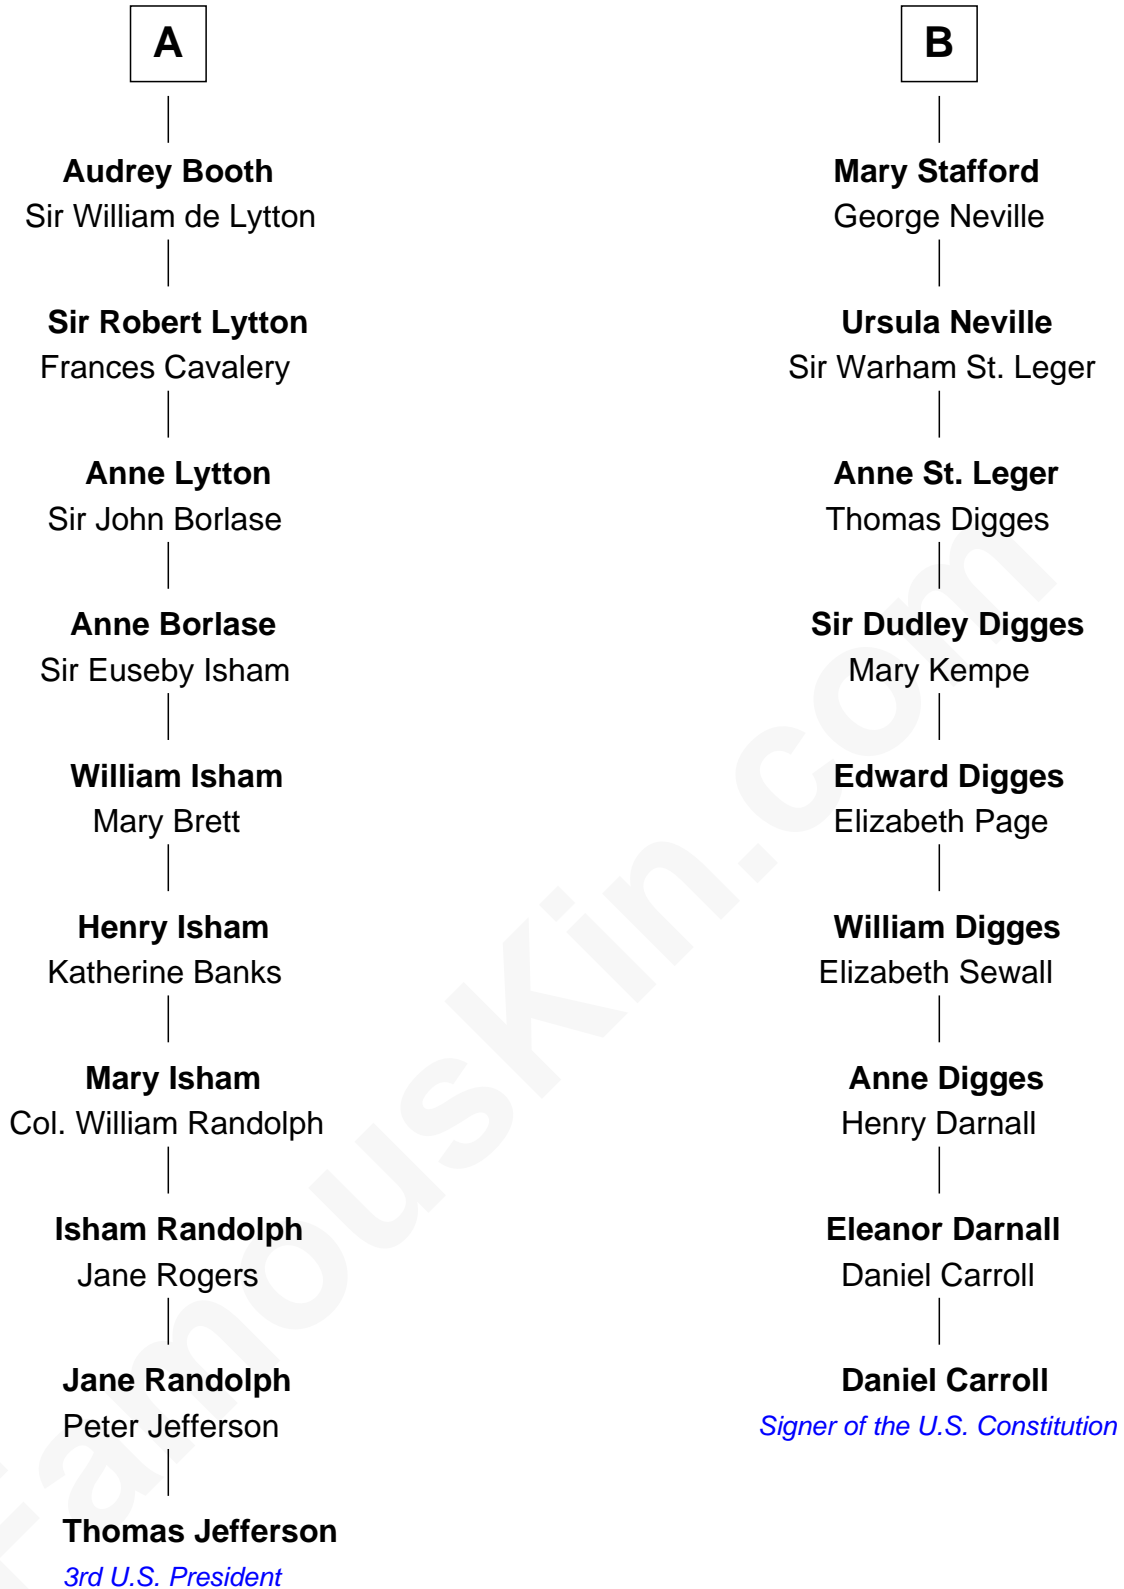 A
Audrey Booth
Sir William de Lytton
Sir Robert Lytton
Frances Cavalery
Anne Lytton
Sir John Borlase
Anne Borlase
Sir Euseby Isham
William Isham
Mary Brett
Henry Isham
Katherine Banks
Mary Isham
Col. William Randolph
Isham Randolph
Jane Rogers
Jane Randolph
Peter Jefferson
Thomas Jefferson
3rd U.S. President
B
Mary Stafford
George Neville
Ursula Neville
Sir Warham St. Leger
Anne St. Leger
Thomas Digges
Sir Dudley Digges
Mary Kempe
Edward Digges
Elizabeth Page
William Digges
Elizabeth Sewall
Anne Digges
Henry Darnall
Eleanor Darnall
Daniel Carroll
Daniel Carroll
Signer of the U.S. Constitution
FamousKin.com